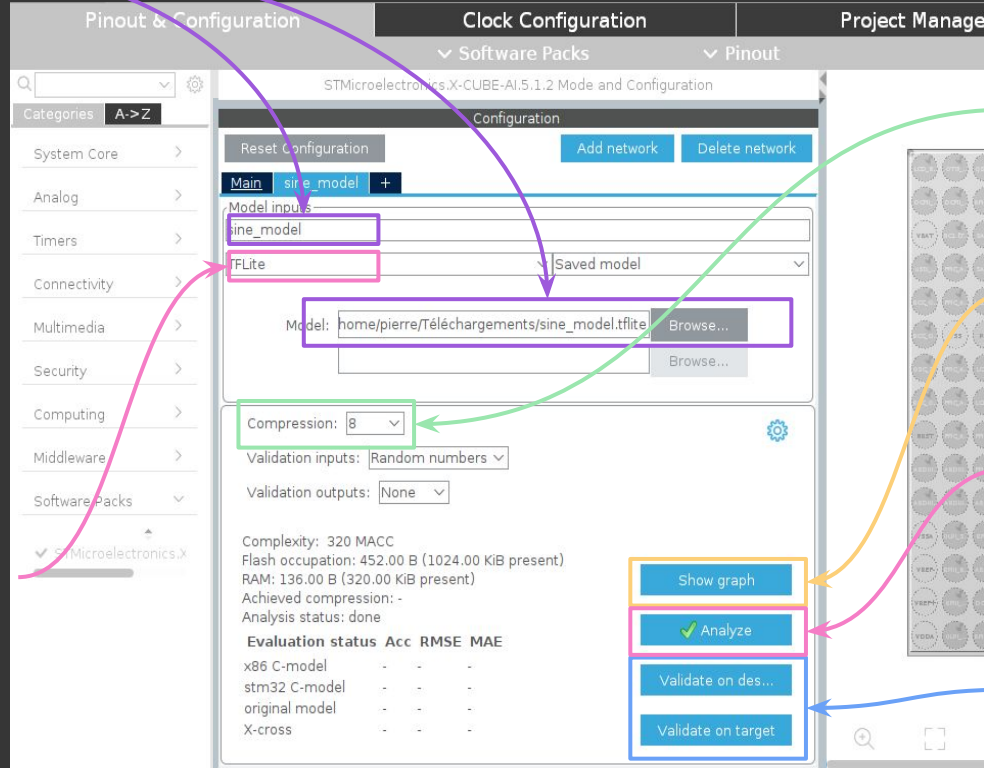 Pinout & Configuration
Clock Configuration
Project Manage
Software Packs
Pinout
STMicroelectronics.X-CUBE-AI.5.1.2 Mode and Configuration
Categories
A->Z
Configuration
Reset Configuration
Add network
Delete network
Main
sine_model
+
Model inputs
sine_model
TFLite
Saved model
Model:
home/pierre/Téléchargements/sine_model.tflite
Browse...
Browse...
System Core
Analog
Timers
Connectivity
Multimedia
Security
Computing
Middleware
Software Packs
STMicroelectronics.X
Compression:
8
Validation inputs:
Random numbers
Validation outputs:
None
Complexity: 320 MACC
Flash occupation: 452.00 B (1024.00 KiB present)
RAM: 136.00 B (320.00 KiB present)
Achieved compression: -
Analysis status: done
Evaluation status Acc RMSE MAE
x86 C-model - - -
stm32 C-model - - -
original model - - -
X-cross - - -
Show graph
Analyze
Validate on des...
Validate on target
VBAT
VSSA
VREF-
VREF+
VDDA